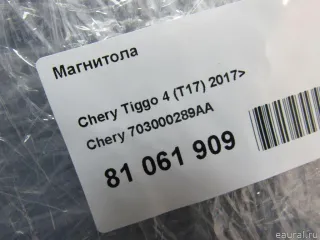 Магнитола
Chery Tiggo 4 (T17) 2017>
Chery 703000289AA
81 061 909
eaural.ru